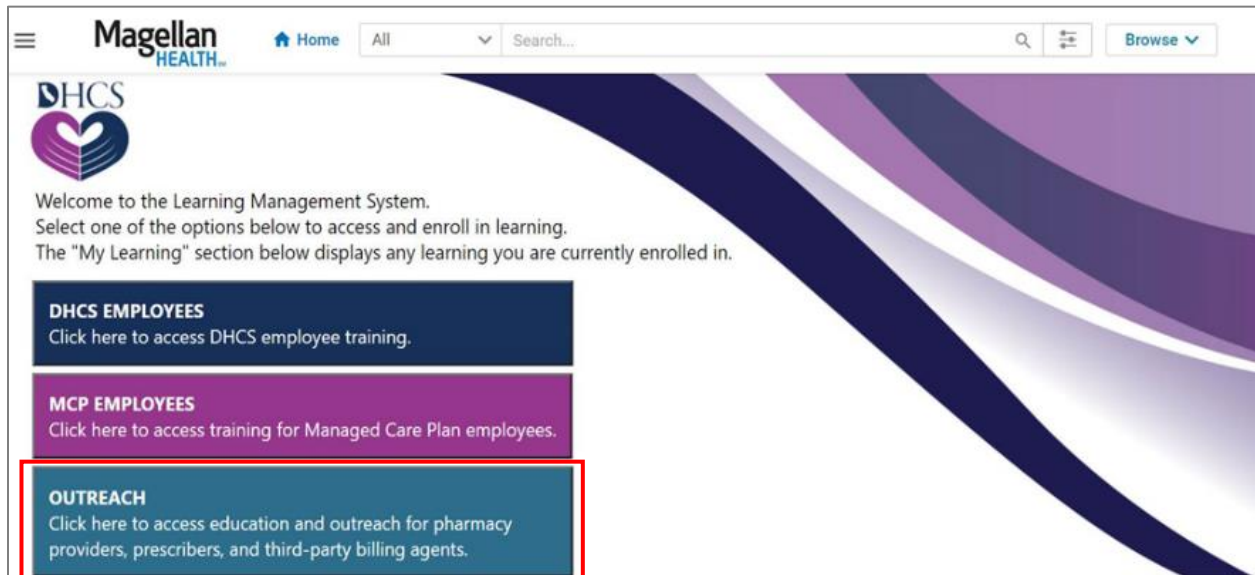 Magellan
HEALTH℠
Home
All
Search...
Browse
DHCS
Welcome to the Learning Management System.
Select one of the options below to access and enroll in learning.
The "My Learning" section below displays any learning you are currently enrolled in.
DHCS EMPLOYEES
Click here to access DHCS employee training.
MCP EMPLOYEES
Click here to access training for Managed Care Plan employees.
OUTREACH
Click here to access education and outreach for pharmacy
providers, prescribers, and third-party billing agents.